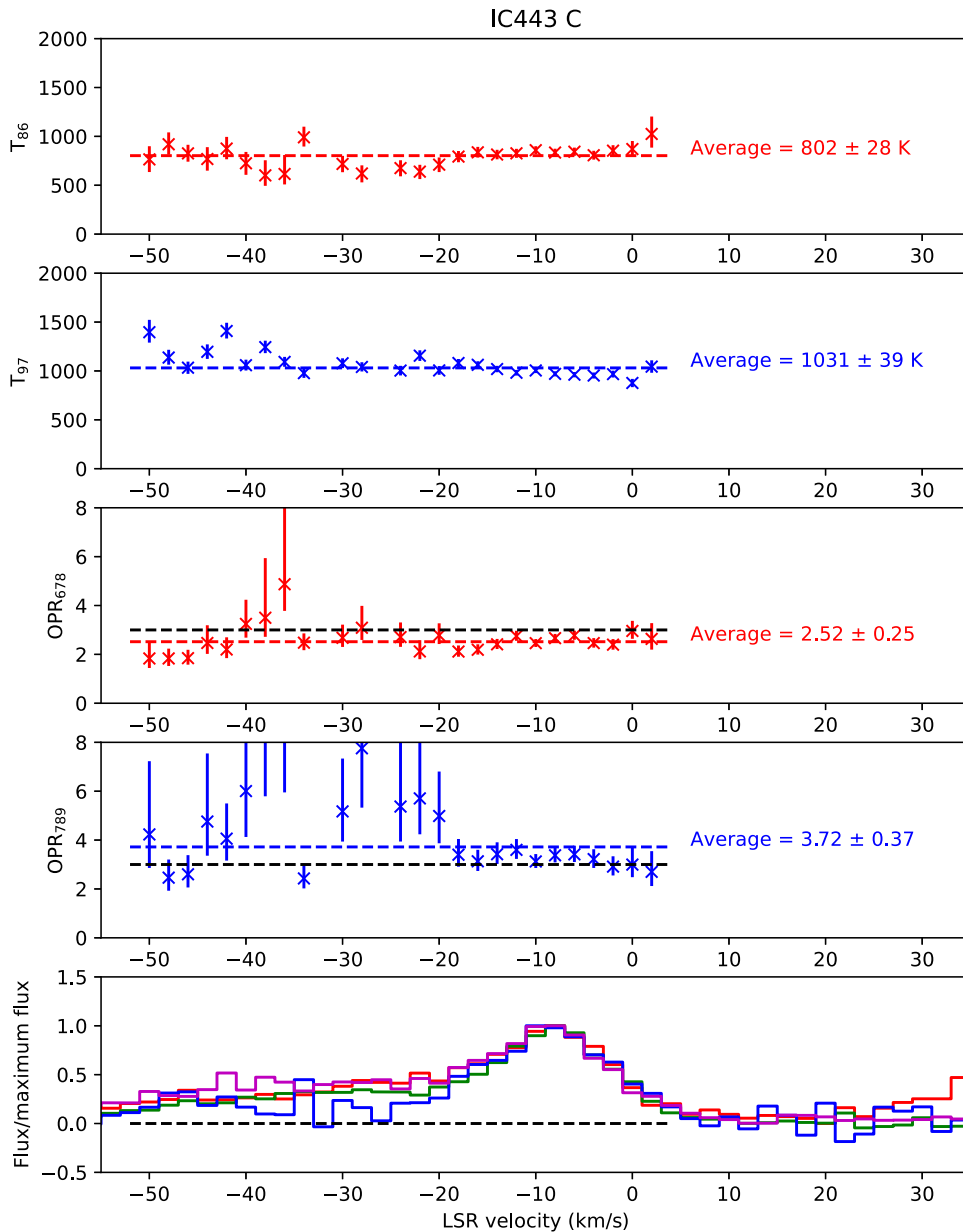 IC443 C
2000
1500
1000
500
0
T86
Average = 802 ± 28 K
−50 −40 −30 −20 −10 0 10 20 30
2000
1500
1000
500
0
T97
Average = 1031 ± 39 K
−50 −40 −30 −20 −10 0 10 20 30
8
6
4
2
0
OPR678
Average = 2.52 ± 0.25
−50 −40 −30 −20 −10 0 10 20 30
8
6
4
2
0
OPR789
Average = 3.72 ± 0.37
−50 −40 −30 −20 −10 0 10 20 30
1.5
1.0
0.5
0.0
−0.5
Flux/maximum flux
−50 −40 −30 −20 −10 0 10 20 30
LSR velocity (km/s)